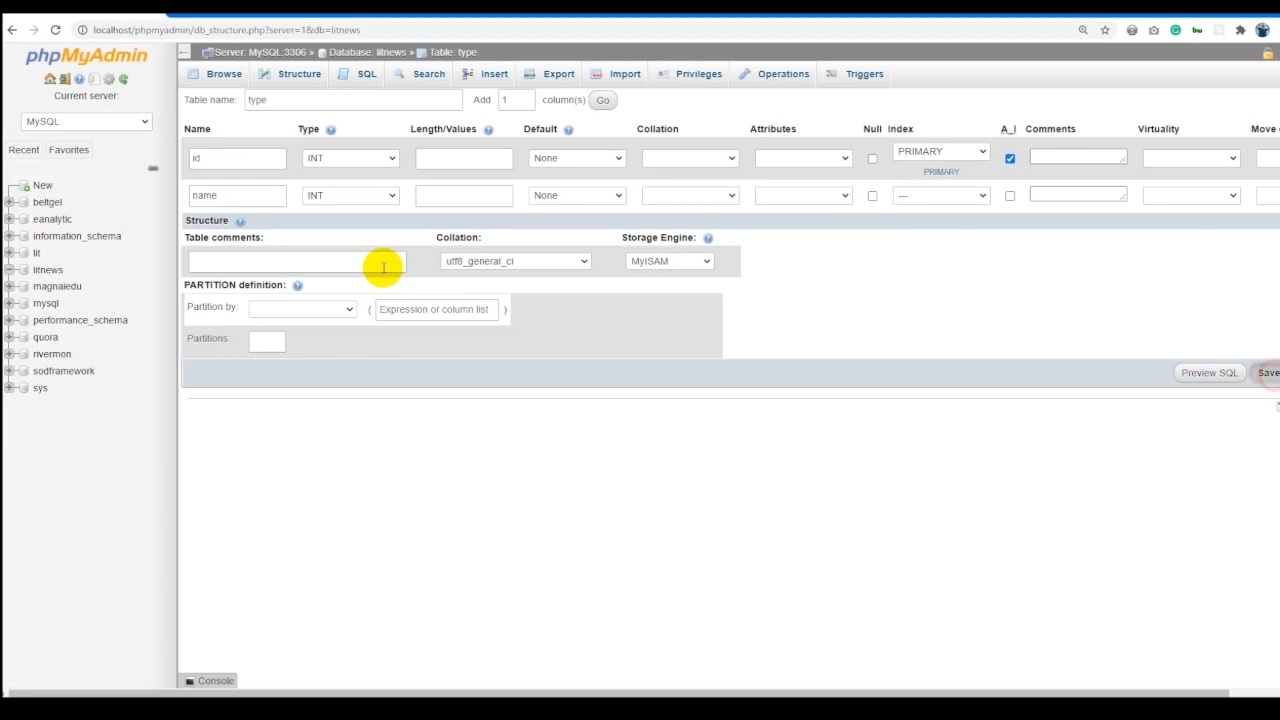 localhost/phpmyadmin/db_structure.php?server=1&db=litnews
phpMyAdmin
Current server:
MySQL
Recent Favorites
New
beltgel
eanalytic
information_schema
lit
litnews
magnaiedu
mysql
performance_schema
quora
rivermon
sodframework
sys
Server: MySQL:3306 » Database: litnews » Table: type
Browse Structure SQL Search Insert Export Import Privileges Operations Triggers
Table name: type Add 1 column(s) Go
Name Type Length/Values Default Collation Attributes Null Index A_I Comments Virtuality Move
id INT None PRIMARY
PRIMARY
name INT None ---
Structure
Table comments: Collation: Storage Engine:
utf8_general_ci MyISAM
PARTITION definition:
Partition by: ( Expression or column list )
Partitions:
Preview SQL Save
Console